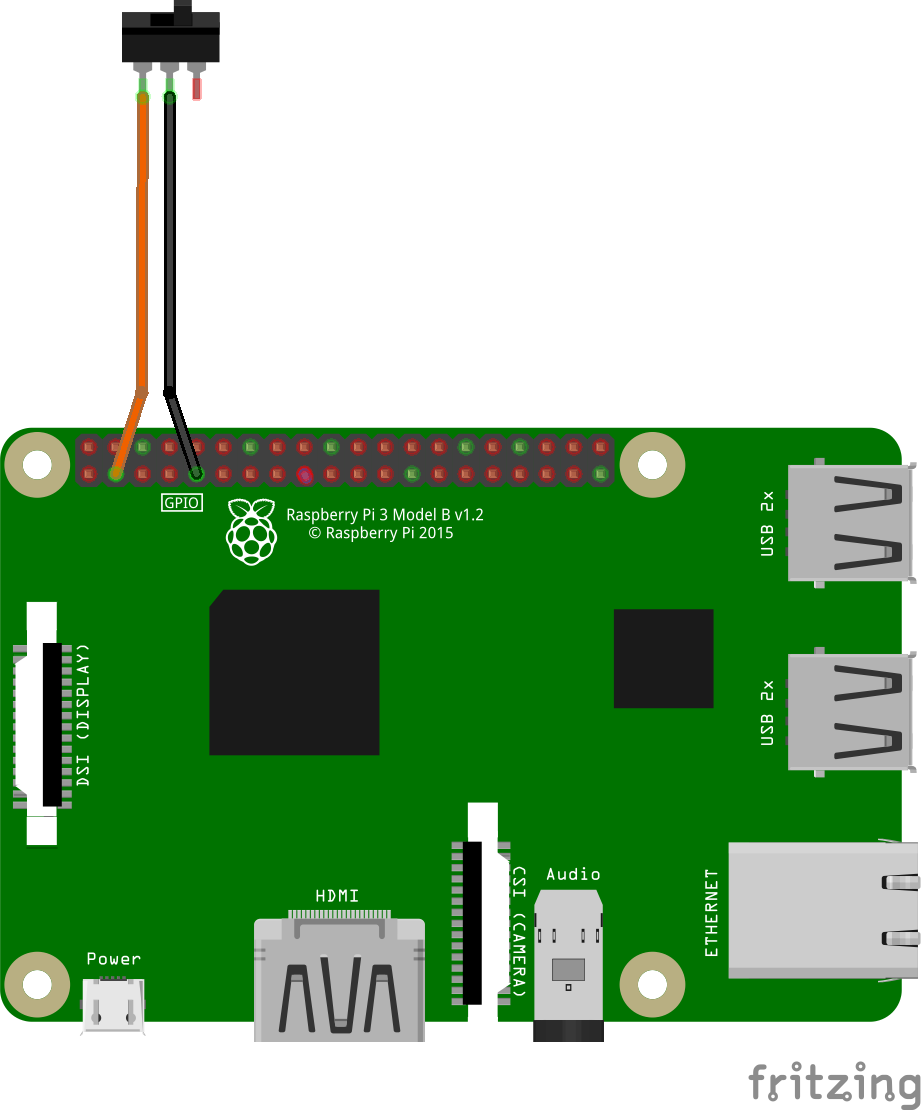 GPIO
Raspberry Pi 3 Model B v1.2
© Raspberry Pi 2015
USB 2x
DSI (DISPLAY)
USB 2x
Audio
CSI (CAMERA)
ETHERNET
HDMI
Power
fritzing